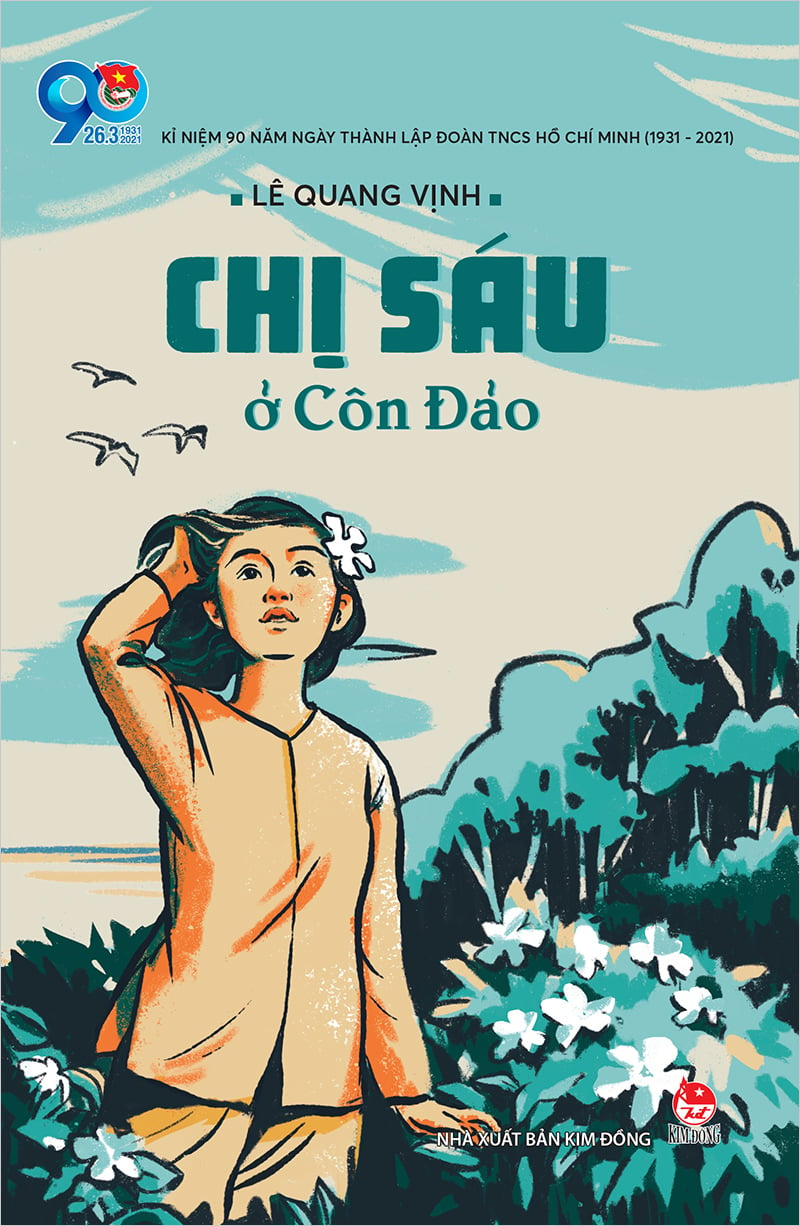 90
26.3 1931
2021
KỈ NIỆM 90 NĂM NGÀY THÀNH LẬP ĐOÀN TNCS HỒ CHÍ MINH (1931 - 2021)
LÊ QUANG VỊNH
CHỊ SÁU
ở Côn Đảo
NHÀ XUẤT BẢN KIM ĐỒNG
KIM ĐỒNG